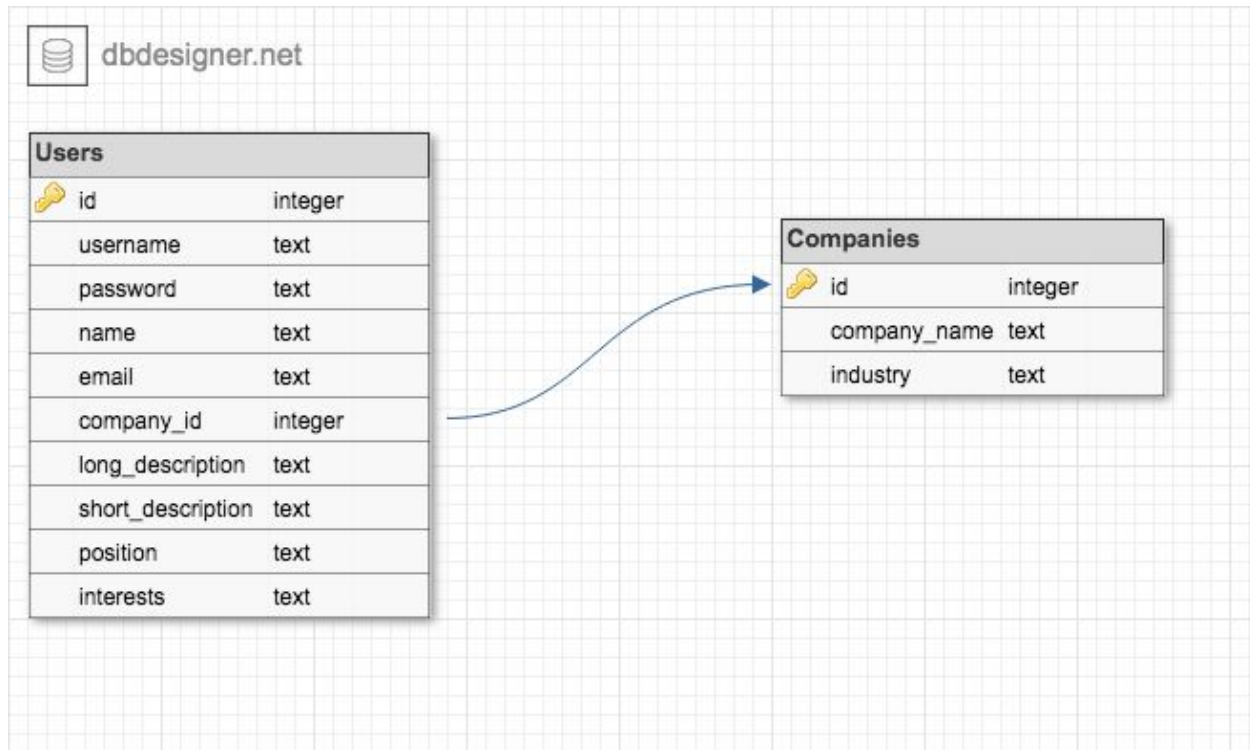 dbdesigner.net
Users
id integer
username text
password text
name text
email text
company_id integer
long_description text
short_description text
position text
interests text
Companies
id integer
company_name text
industry text